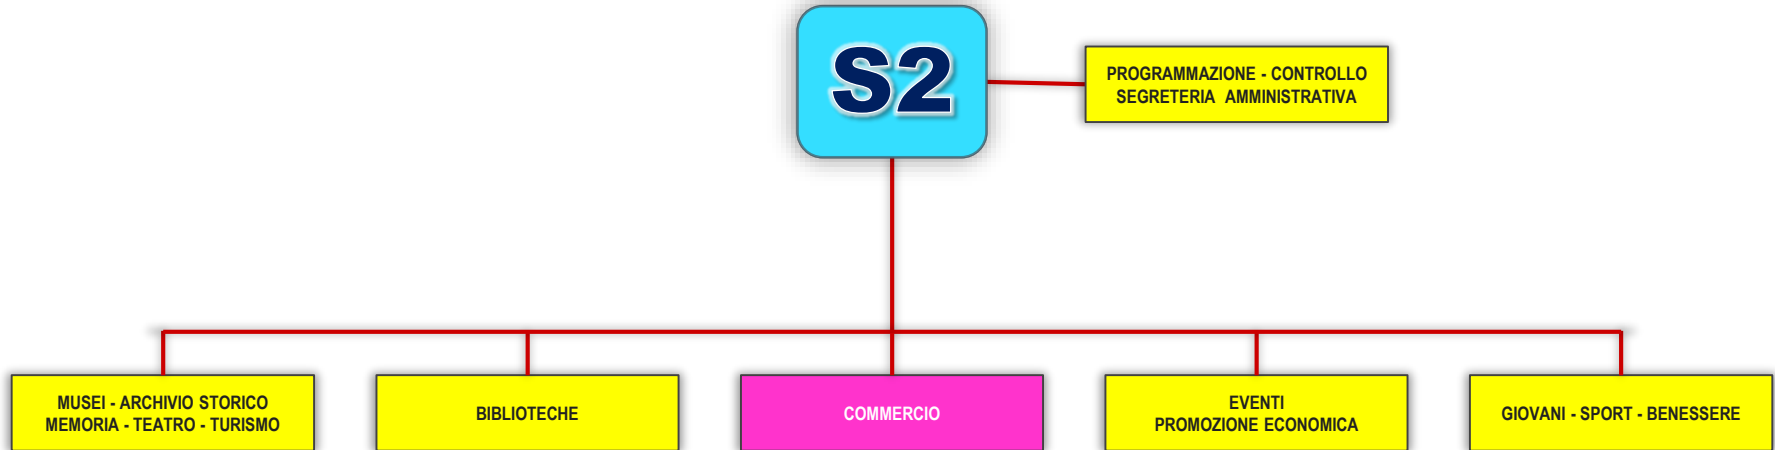 S2
PROGRAMMAZIONE - CONTROLLO
SEGRETERIA AMMINISTRATIVA
MUSEI - ARCHIVIO STORICO
MEMORIA - TEATRO - TURISMO
BIBLIOTECHE
COMMERCIO
EVENTI
PROMOZIONE ECONOMICA
GIOVANI - SPORT - BENESSERE